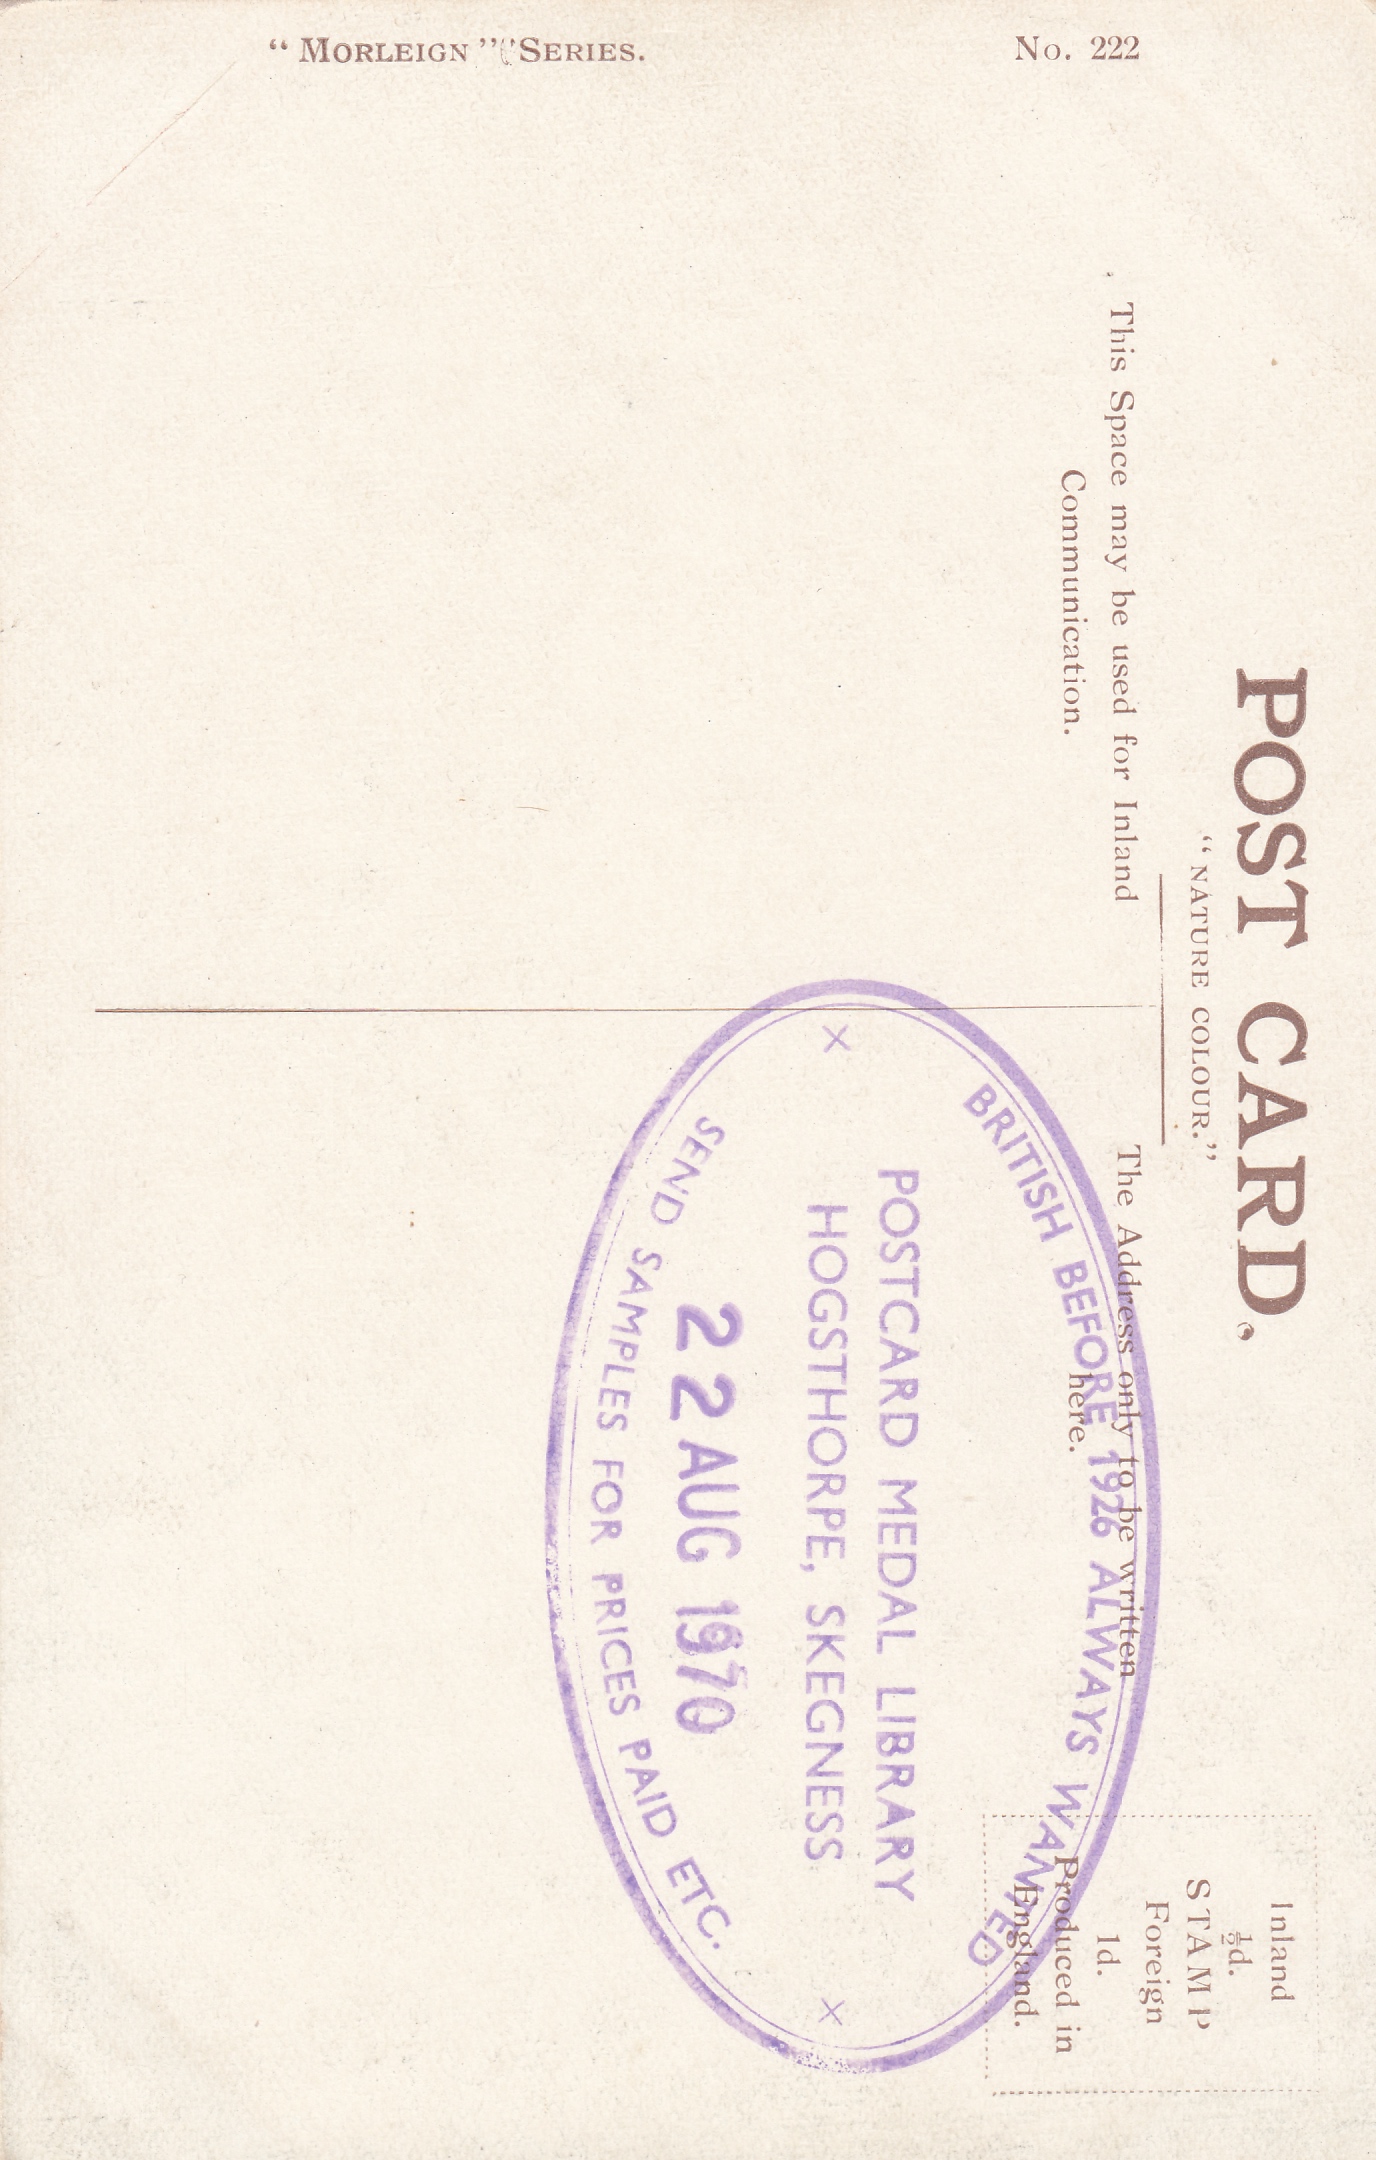 “ MORLEIGN ” SERIES.
No. 222
POST CARD.
“ NATURE COLOUR.”
This Space may be used for Inland
Communication.
The Address only to be written
here.
Inland
½d.
STAMP
Foreign
1d.
Produced in
England.
BRITISH BEFORE 1926 ALWAYS WANTED
POSTCARD MEDAL LIBRARY
HOGSTHORPE, SKEGNESS
22 AUG 1970
SEND SAMPLES FOR PRICES PAID ETC.